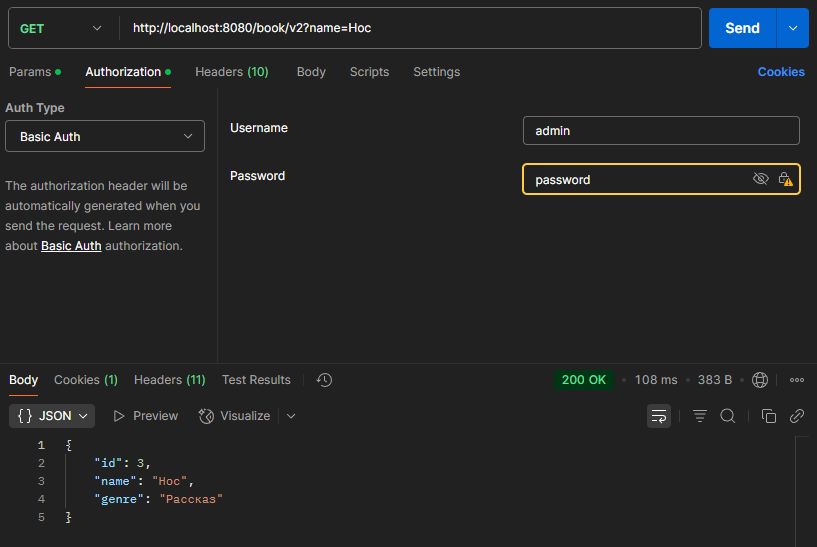 GET http://localhost:8080/book/v2?name=Нос Send
Params Authorization Headers (10) Body Scripts Settings Cookies
Auth Type
Basic Auth
The authorization header will be
automatically generated when you
send the request. Learn more
about Basic Auth authorization.
Username admin
Password password
Body Cookies (1) Headers (11) Test Results 200 OK 108 ms 383 B
{} JSON Preview Visualize
1 {
2 "id": 3,
3 "name": "Нос",
4 "genre": "Рассказ"
5 }